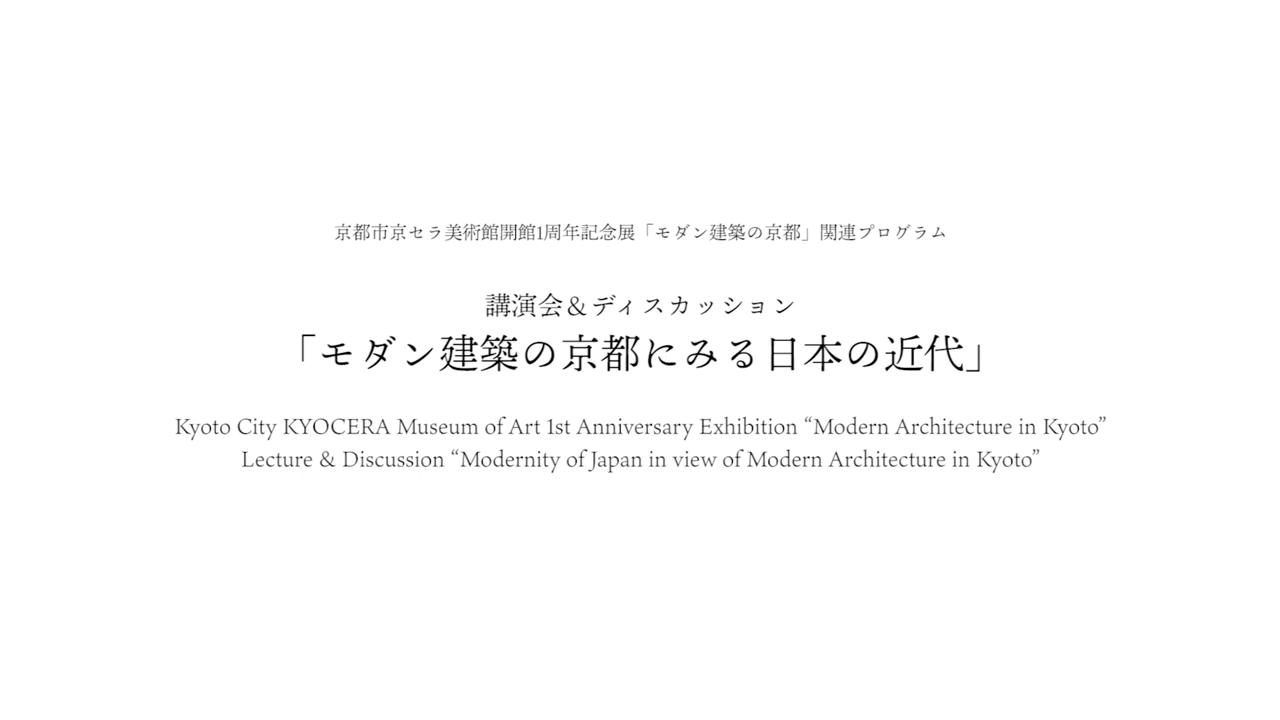 京都市京セラ美術館開館1周年記念展「モダン建築の京都」関連プログラム
講演会＆ディスカッション
「モダン建築の京都にみる日本の近代」
Kyoto City KYOCERA Museum of Art 1st Anniversary Exhibition “Modern Architecture in Kyoto”
Lecture & Discussion “Modernity of Japan in view of Modern Architecture in Kyoto”